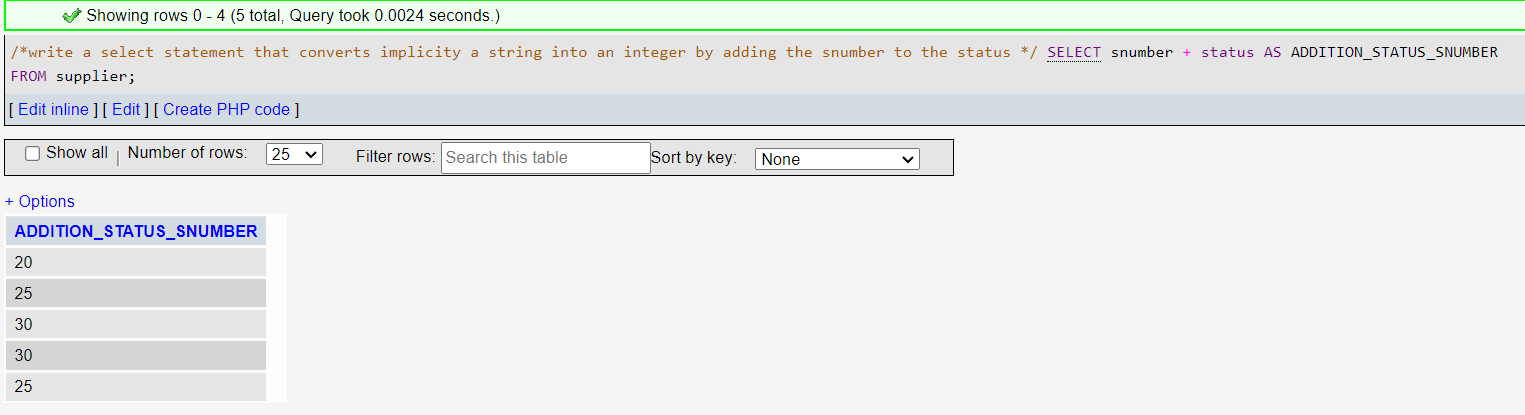 Showing rows 0 - 4 (5 total, Query took 0.0024 seconds.)
/*write a select statement that converts implicity a string into an integer by adding the snumber to the status */ SELECT snumber + status AS ADDITION_STATUS_SNUMBER
FROM supplier;
[ Edit inline ] [ Edit ] [ Create PHP code ]
Show all | Number of rows: 25 Filter rows: Search this table Sort by key: None
+ Options
ADDITION_STATUS_SNUMBER
20
25
30
30
25